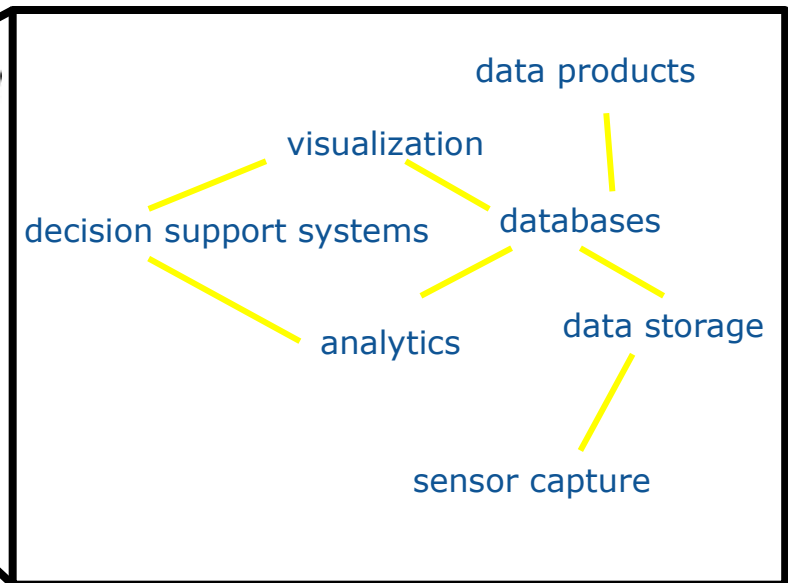 data products
visualization
databases
decision support systems
data storage
analytics
sensor capture